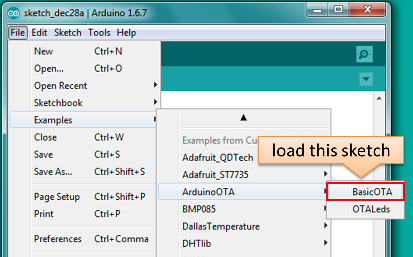 sketch_dec28a | Arduino 1.6.7
File Edit Sketch Tools Help
New Ctrl+N
Open... Ctrl+O
Open Recent
Sketchbook
Examples
Close Ctrl+W
Save Ctrl+S
Save As... Ctrl+Shift+S
Page Setup Ctrl+Shift+P
Print Ctrl+P
Preferences Ctrl+Comma
Examples from Cu
Adafruit_QDTech
Adafruit_ST7735
ArduinoOTA
BMP085
DallasTemperature
DHTlib
load this sketch
BasicOTA
OTALeds